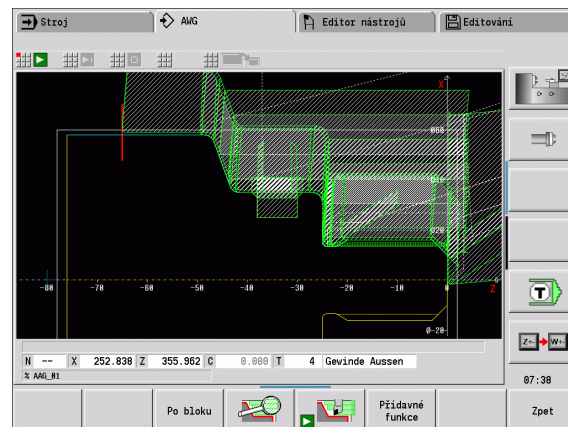 Stroj AWG Editor nástrojů Editování
X
Ø60
Ø20
-80 -70 -60 -50 -40 -30 -20 -10 0 Z
Ø-20
N -- X 252.838 Z 355.962 C 0.000 T 4 Gewinde Aussen
% AAG_01
T
Z+- W+-
07:38
Po bloku
Přídavné
funkce
Zpet